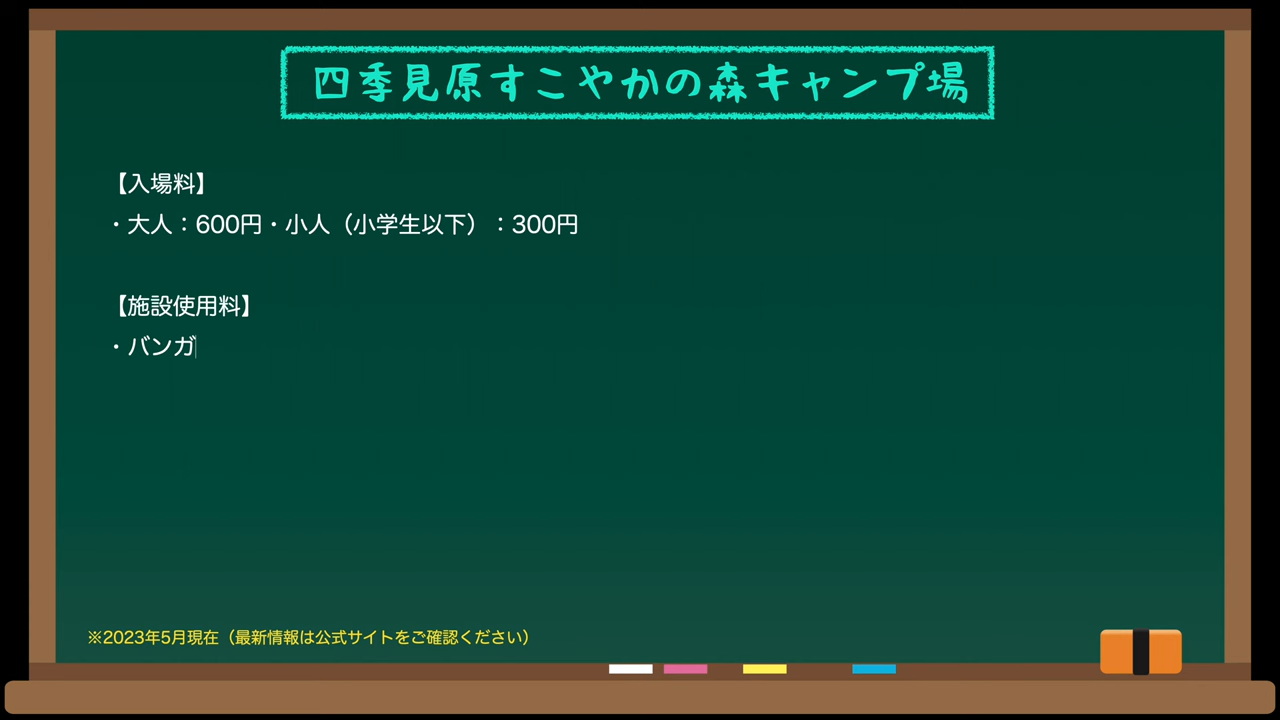 四季見原すこやかの森キャンプ場
【入場料】
・大人：600円・小人（小学生以下）：300円
【施設使用料】
・バンガ
※2023年5月現在（最新情報は公式サイトをご確認ください）